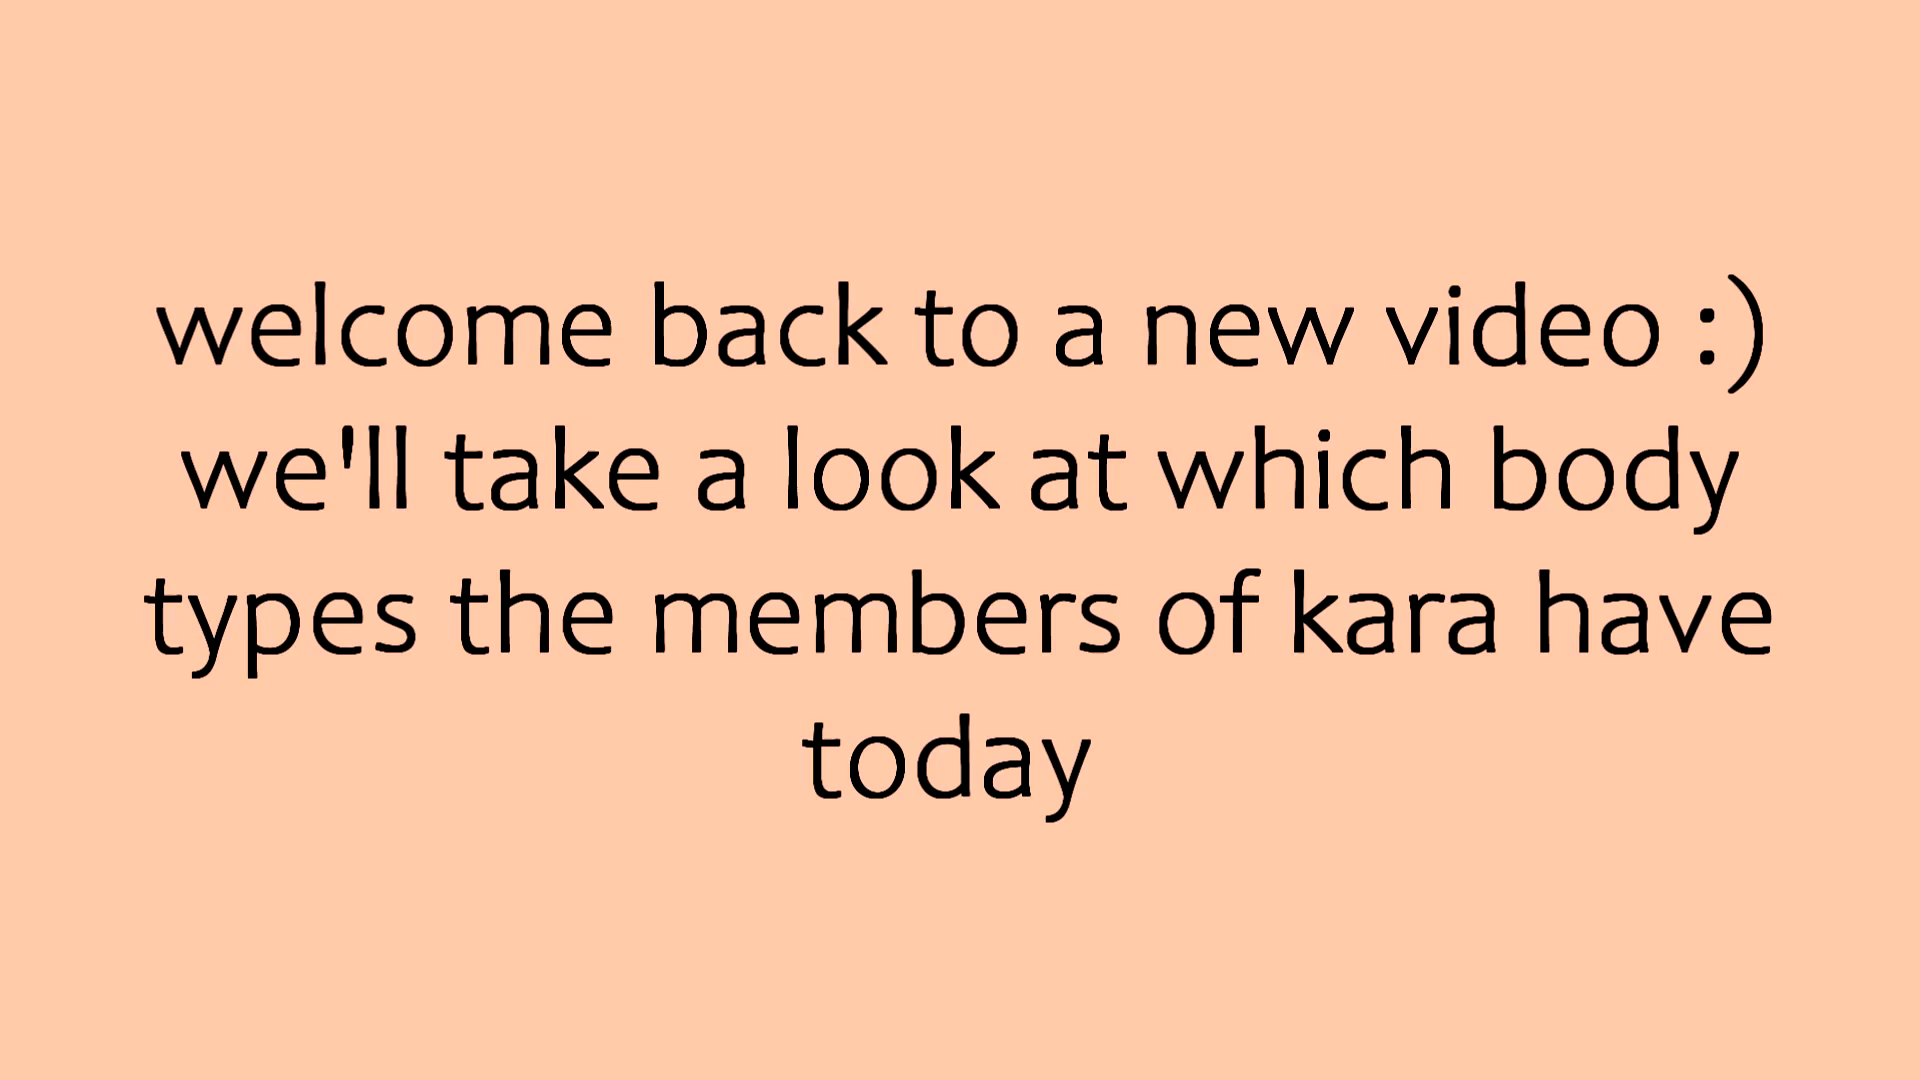 welcome back to a new video :)
we'll take a look at which body
types the members of kara have
today